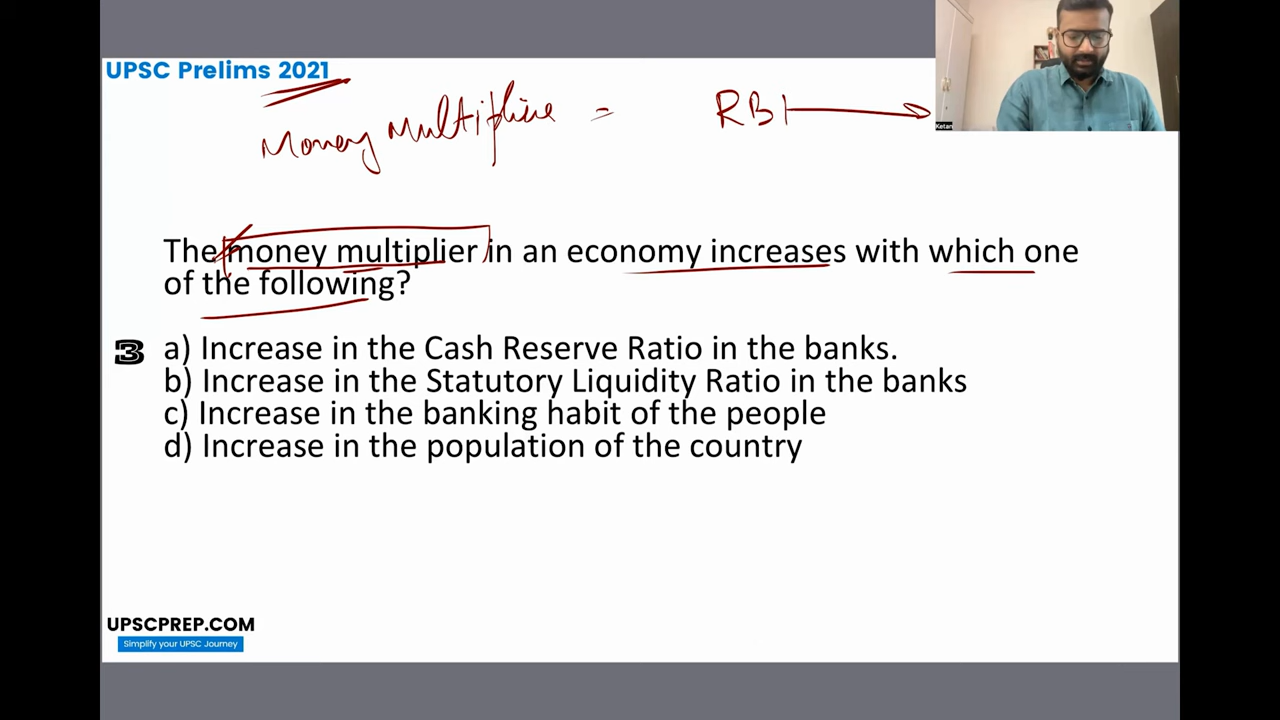 UPSC Prelims 2021
Money Multiplier = RBI
Ketan
The money multiplier in an economy increases with which one
of the following?
3 a) Increase in the Cash Reserve Ratio in the banks.
b) Increase in the Statutory Liquidity Ratio in the banks
c) Increase in the banking habit of the people
d) Increase in the population of the country
UPSCPREP.COM
Simplify your UPSC Journey